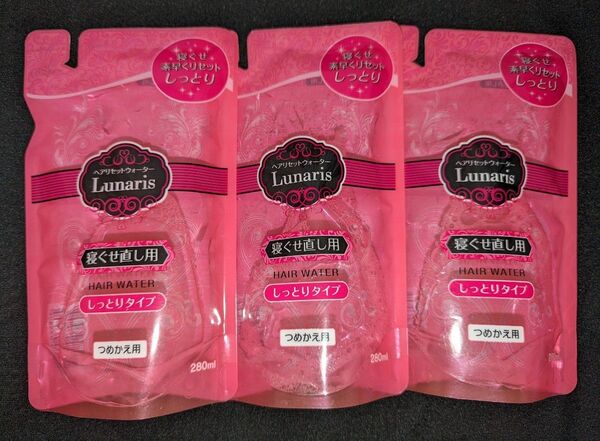 寝ぐせ
素早くリセット
しっとり
ヘアリセットウォーター
Lunaris
寝ぐせ直し用
HAIR WATER
しっとりタイプ
つめかえ用
280ml
寝ぐせ
素早くリセット
しっとり
ヘアリセットウォーター
Lunaris
寝ぐせ直し用
HAIR WATER
しっとりタイプ
つめかえ用
280ml
寝ぐせ
素早くリセット
しっとり
ヘアリセットウォーター
Lunaris
寝ぐせ直し用
HAIR WATER
しっとりタイプ
つめかえ用